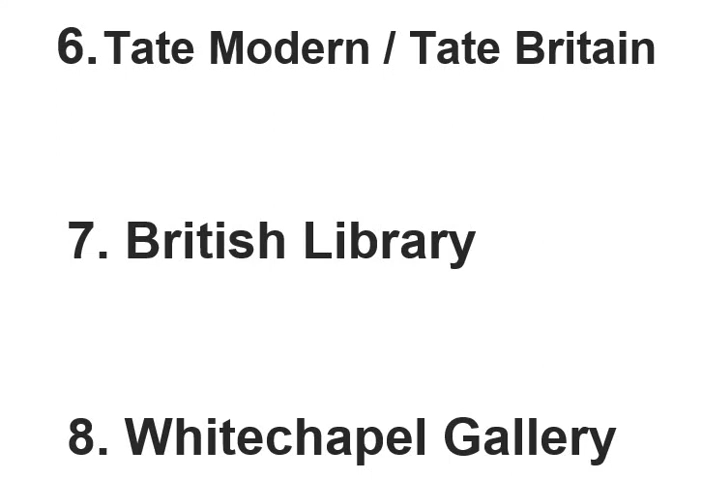 6. Tate Modern / Tate Britain
7. British Library
8. Whitechapel Gallery